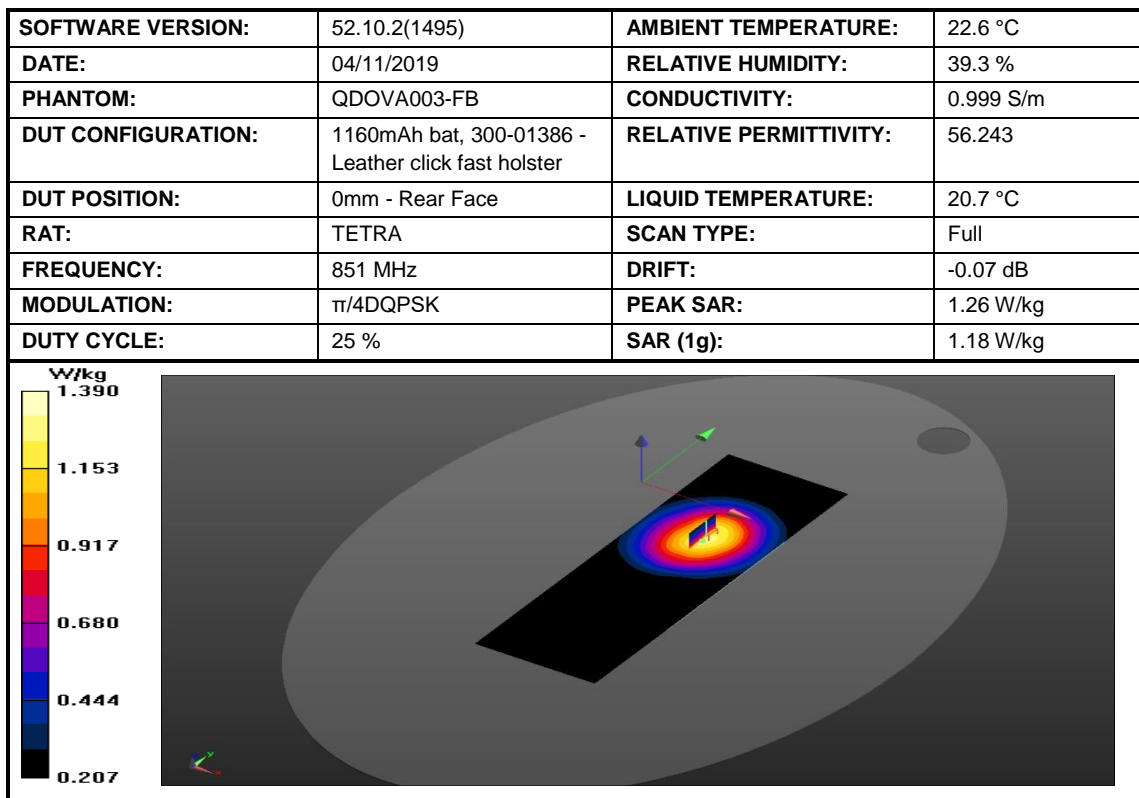 SOFTWARE VERSION: 52.10.2(1495) AMBIENT TEMPERATURE: 22.6 °C
DATE: 04/11/2019 RELATIVE HUMIDITY: 39.3 %
PHANTOM: QDOVA003-FB CONDUCTIVITY: 0.999 S/m
DUT CONFIGURATION: 1160mAh bat, 300-01386 - RELATIVE PERMITTIVITY: 56.243
Leather click fast holster
DUT POSITION: 0mm - Rear Face LIQUID TEMPERATURE: 20.7 °C
RAT: TETRA SCAN TYPE: Full
FREQUENCY: 851 MHz DRIFT: -0.07 dB
MODULATION: π/4DQPSK PEAK SAR: 1.26 W/kg
DUTY CYCLE: 25 % SAR (1g): 1.18 W/kg
W/kg
1.390
1.153
0.917
0.680
0.444
0.207